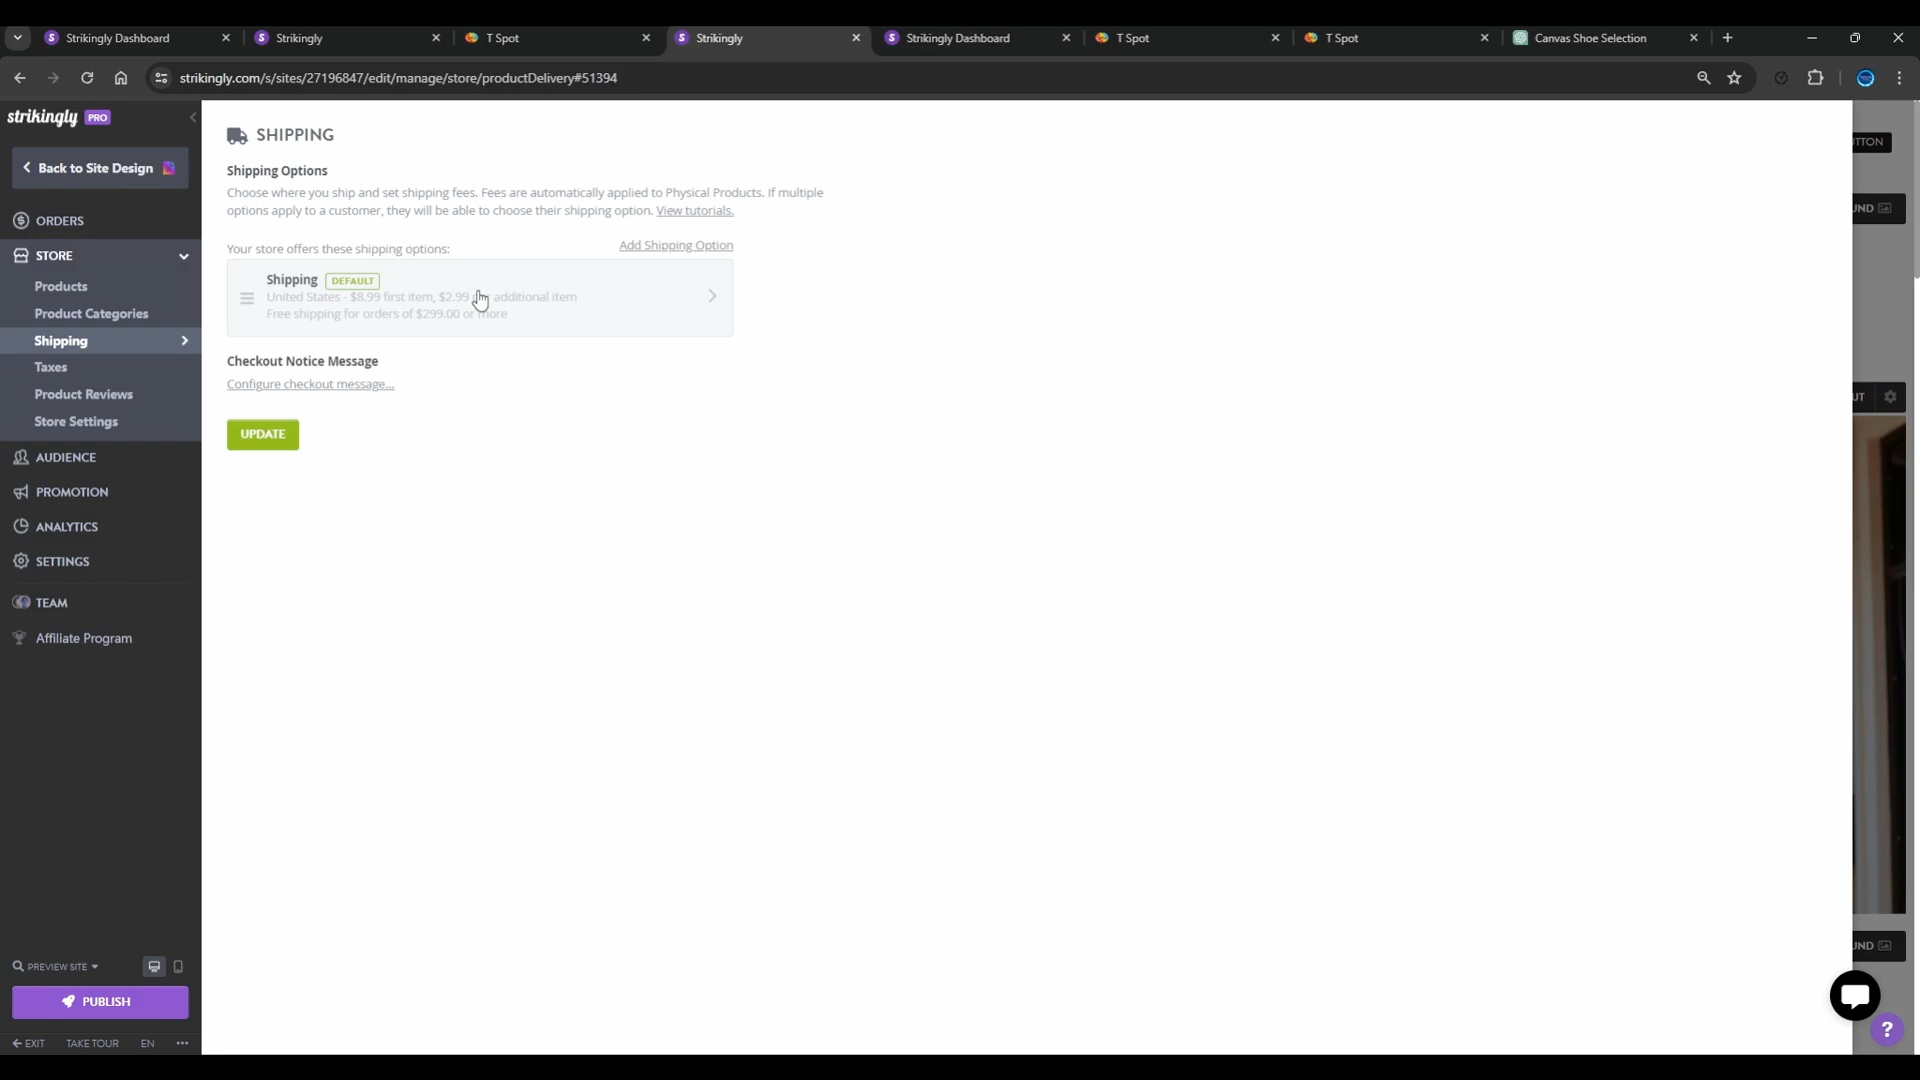 Strikingly Dashboard
Strikingly
T Spot
Strikingly
Strikingly Dashboard
T Spot
T Spot
Canvas Shoe Selection
strikingly.com/s/sites/27196847/edit/manage/store/productDelivery#51394
strikingly PRO
Back to Site Design
ORDERS
STORE
Products
Product Categories
Shipping
Taxes
Product Reviews
Store Settings
AUDIENCE
PROMOTION
ANALYTICS
SETTINGS
TEAM
Affiliate Program
PREVIEW SITE
PUBLISH
EXIT
TAKE TOUR
EN
SHIPPING
Shipping Options
Choose where you ship and set shipping fees. Fees are automatically applied to Physical Products. If multiple
options apply to a customer, they will be able to choose their shipping option. View tutorials.
Your store offers these shipping options:
Add Shipping Option
Shipping DEFAULT
United States - $8.99 first item, $2.99 additional item
Free shipping for orders of $299.00 or more
Checkout Notice Message
Configure checkout message...
UPDATE
TTON
UND
UT
UND
?